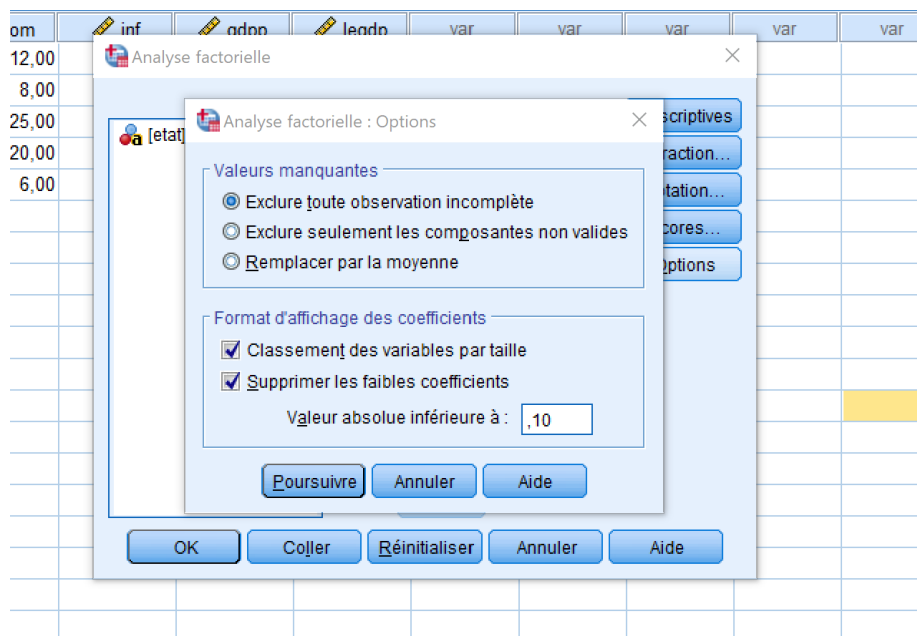 om inf gdpp legdp var var var var var
12,00
8,00
25,00
20,00
6,00
Analyse factorielle
[etat]
scriptives
raction...
tation...
cores...
ptions
Analyse factorielle : Options
Valeurs manquantes
Exclure toute observation incomplète
Exclure seulement les composantes non valides
Remplacer par la moyenne
Format d'affichage des coefficients
Classement des variables par taille
Supprimer les faibles coefficients
Valeur absolue inférieure à : ,10
Poursuivre Annuler Aide
OK Coller Réinitialiser Annuler Aide